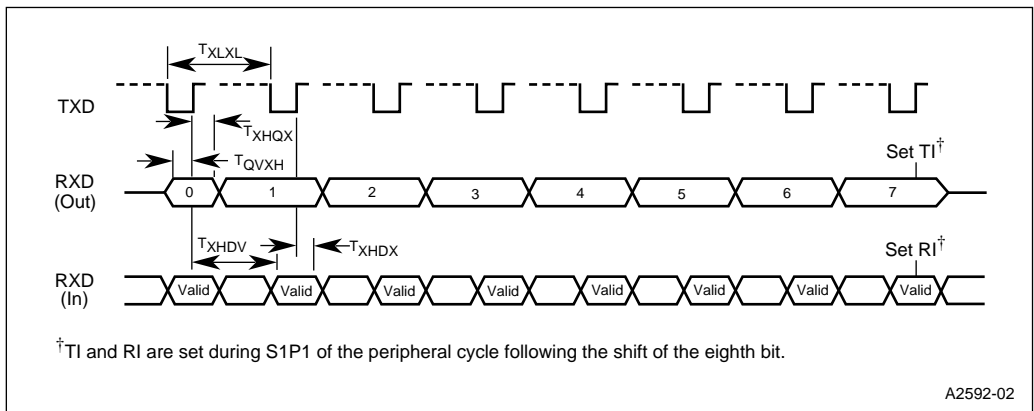 TXLXL
TXD
TXHQX
TQVXH
Set TI†
RXD
(Out)
0 1 2 3 4 5 6 7
TXHDV
TXHDX
Set RI†
RXD
(In)
Valid Valid Valid Valid Valid Valid Valid Valid
†TI and RI are set during S1P1 of the peripheral cycle following the shift of the eighth bit.
A2592-02